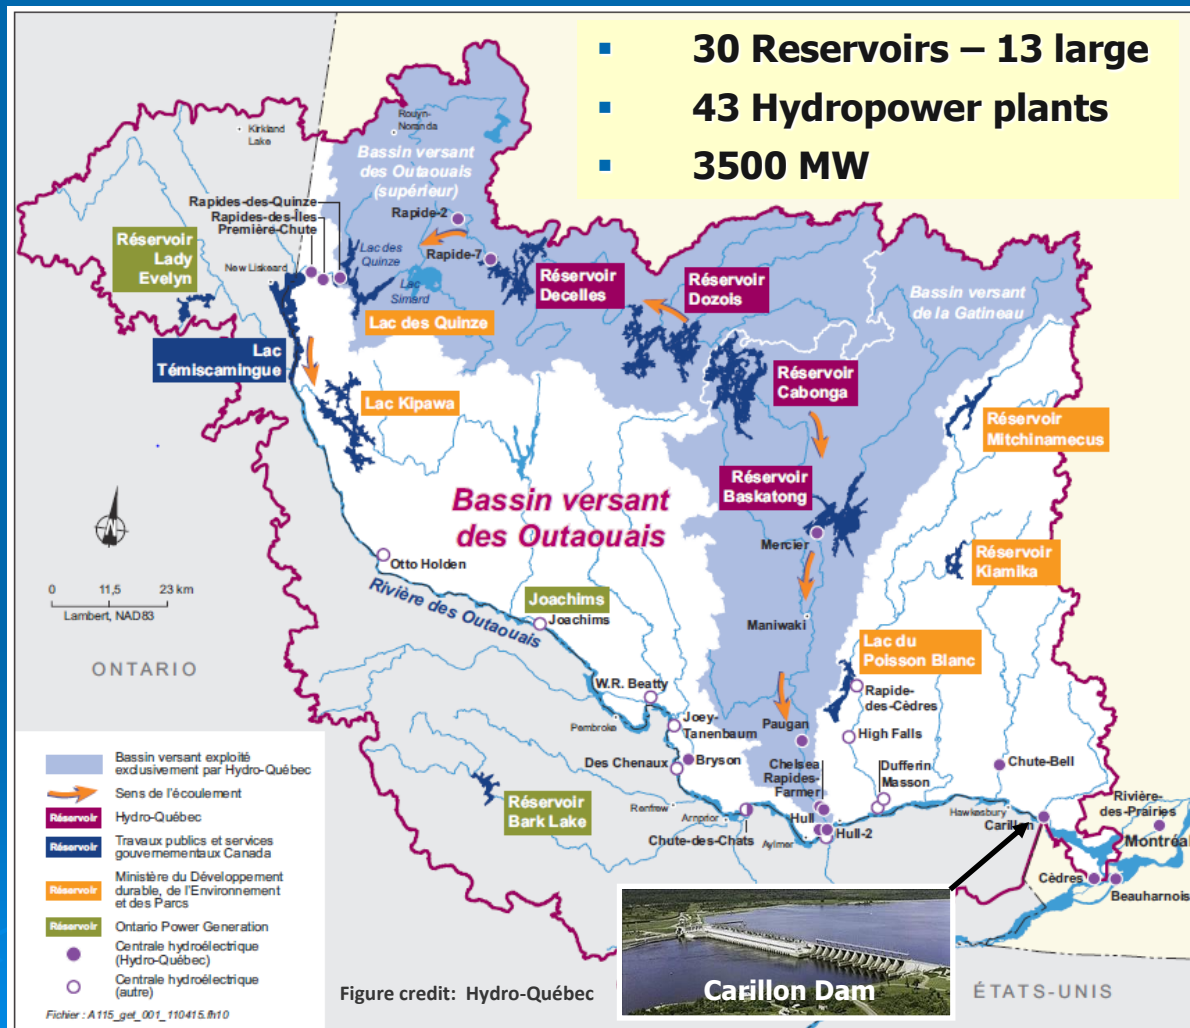 30 Reservoirs – 13 large
43 Hydropower plants
3500 MW
Kirkland
Lake
Rouyn-
Noranda
Bassin versant
des Outaouais
(supérieur)
Rapides-des-Quinze
Rapides-des-Îles
Première-Chute
Rapide-2
Rapide-7
Réservoir
Lady
Evelyn
New Liskeard
Lac des
Quinze
Lac
Simard
Réservoir
Decelles
Réservoir
Dozois
Bassin versant
de la Gatineau
Lac des Quinze
Lac
Témiscamingue
Lac Kipawa
Réservoir
Cabonga
Réservoir
Mitchinamecus
Réservoir
Baskatong
Bassin versant
des Outaouais
Mercier
Réservoir
Kiamika
Otto Holden
0 11,5 23 km
Lambert, NAD83
Rivière des Outaouais
Joachims
Joachims
Maniwaki
Lac du
Poisson Blanc
ONTARIO
W.R. Beatty
Rapide-
des-Cèdres
Pembroke
Joey-
Tanenbaum
Paugan
High Falls
Des Chenaux
Bryson
Chelsea
Rapides-
Farmer
Dufferin
Masson
Chute-Bell
Réservoir
Bark Lake
Renfrew
Arnprior
Chute-des-Chats
Aylmer
Hull
Hull-2
Hawkesbury
Carillon
Rivière-
des-Prairies
Montréal
Cèdres
Beauharnois
Bassin versant exploité
exclusivement par Hydro-Québec
Sens de l'écoulement
Réservoir Hydro-Québec
Réservoir Travaux publics et services
gouvernementaux Canada
Réservoir Ministère du Développement
durable, de l'Environnement
et des Parcs
Réservoir Ontario Power Generation
Centrale hydroélectrique
(Hydro-Québec)
Centrale hydroélectrique
(autre)
Fichier : A115_get_001_110415.fh10
Figure credit: Hydro-Québec
Carillon Dam
ÉTATS-UNIS
N